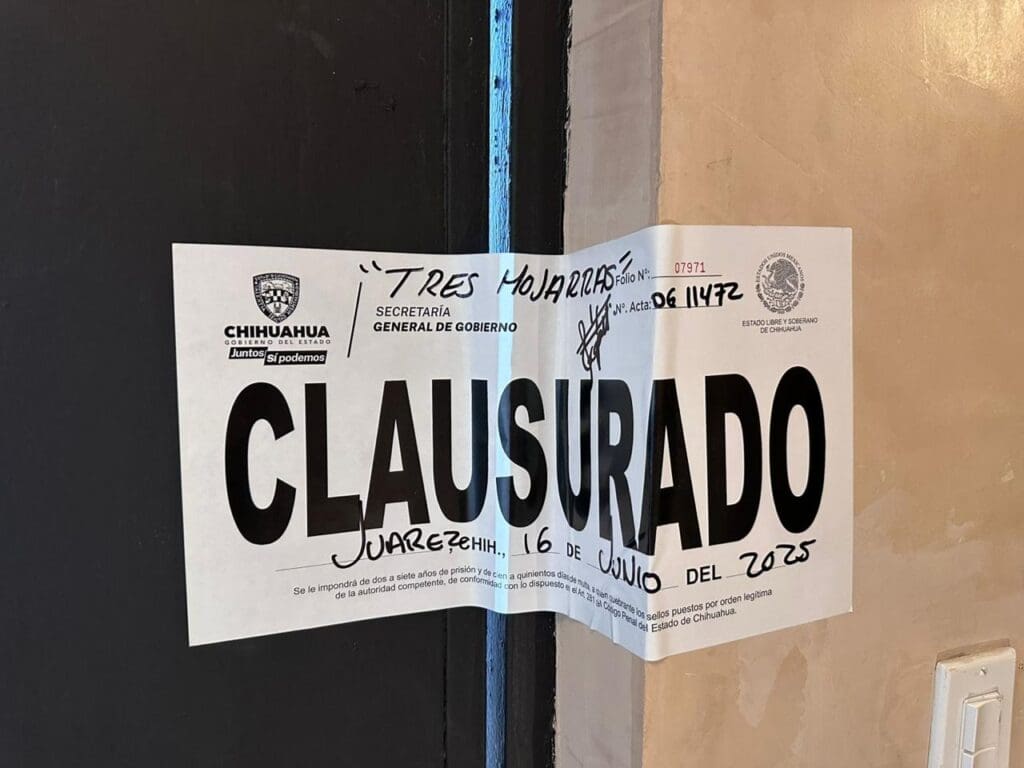 "TRES MOJARRAS"
Folio N°: 07971
N°. Acta: DG 11472
CHIHUAHUA
GOBIERNO DEL ESTADO
Juntos Sí podemos
SECRETARÍA
GENERAL DE GOBIERNO
ESTADOS UNIDOS MEXICANOS
ESTADO LIBRE Y SOBERANO
DE CHIHUAHUA
CLAUSURADO
JUAREZ CHIH., 16 DE JUNIO DEL 2025
Se le impondrá de dos a siete años de prisión y de cien a quinientos días de multa, a quien quebrante los sellos puestos por orden legítima
de la autoridad competente, de conformidad con lo dispuesto en el Art. 281 del Código Penal del Estado de Chihuahua.